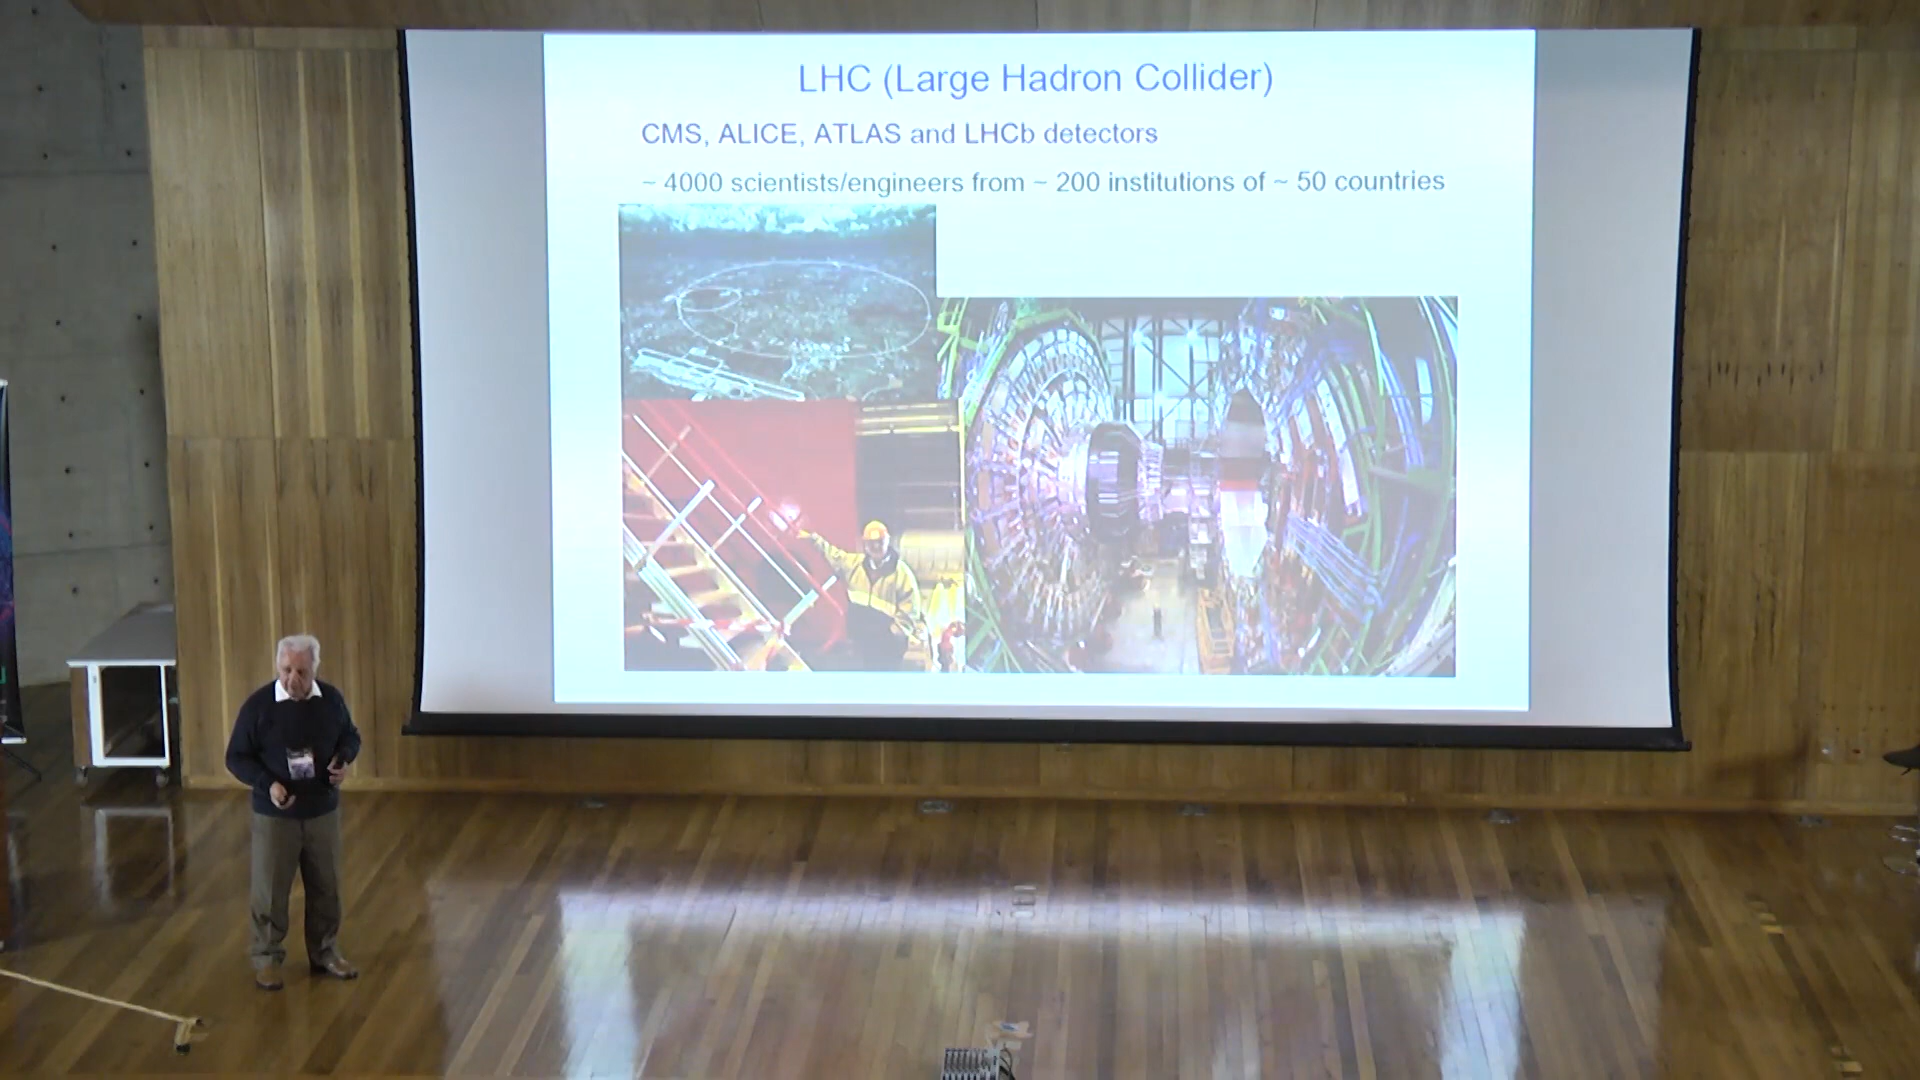 LHC (Large Hadron Collider)
CMS, ALICE, ATLAS and LHCb detectors
~ 4000 scientists/engineers from ~ 200 institutions of ~ 50 countries